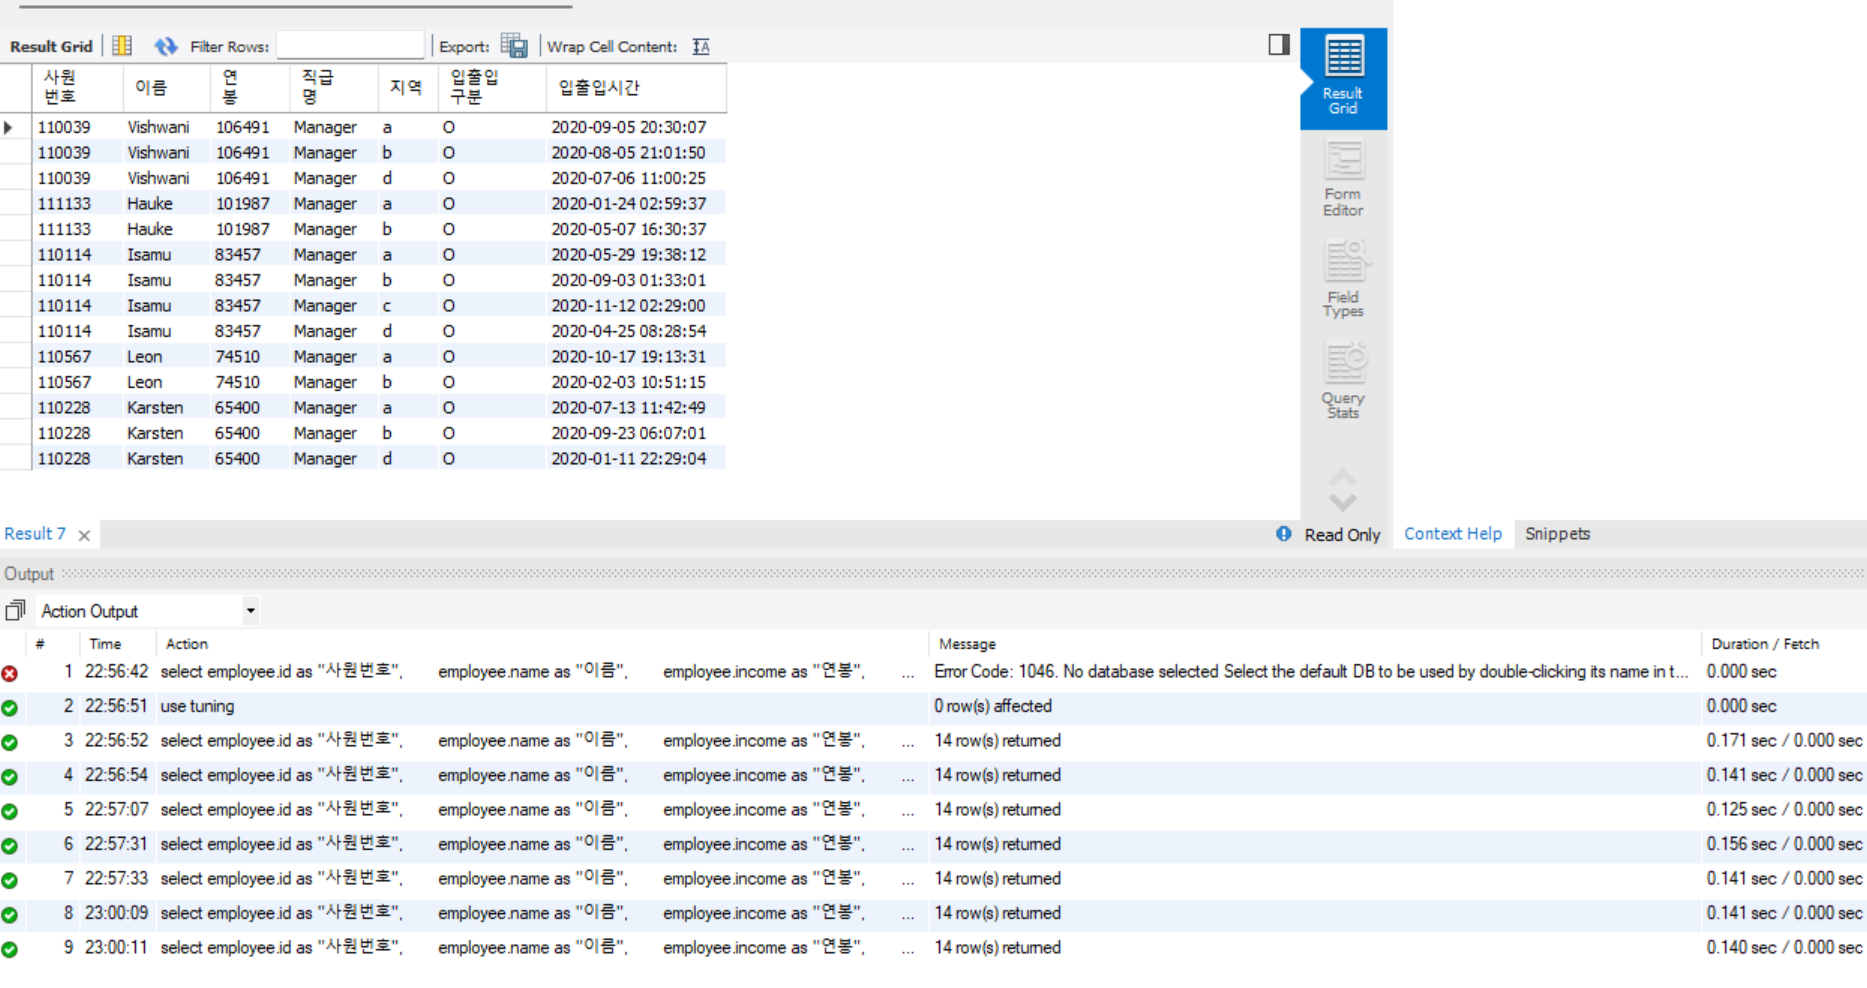 Result Grid Filter Rows: Export: Wrap Cell Content:
사원번호 이름 연봉 직급명 지역 입출입구분 입출입시간
110039 Vishwani 106491 Manager a O 2020-09-05 20:30:07
110039 Vishwani 106491 Manager b O 2020-08-05 21:01:50
110039 Vishwani 106491 Manager d O 2020-07-06 11:00:25
111133 Hauke 101987 Manager a O 2020-01-24 02:59:37
111133 Hauke 101987 Manager b O 2020-05-07 16:30:37
110114 Isamu 83457 Manager a O 2020-05-29 19:38:12
110114 Isamu 83457 Manager b O 2020-09-03 01:33:01
110114 Isamu 83457 Manager c O 2020-11-12 02:29:00
110114 Isamu 83457 Manager d O 2020-04-25 08:28:54
110567 Leon 74510 Manager a O 2020-10-17 19:13:31
110567 Leon 74510 Manager b O 2020-02-03 10:51:15
110228 Karsten 65400 Manager a O 2020-07-13 11:42:49
110228 Karsten 65400 Manager b O 2020-09-23 06:07:01
110228 Karsten 65400 Manager d O 2020-01-11 22:29:04
Result
Grid
Form
Editor
Field
Types
Query
Stats
Result 7 Read Only Context Help Snippets
Output
Action Output
# Time Action Message Duration / Fetch
1 22:56:42 select employee.id as "사원번호", employee.name as "이름", employee.income as "연봉", ... Error Code: 1046. No database selected Select the default DB to be used by double-clicking its name in t... 0.000 sec
2 22:56:51 use tuning 0 row(s) affected 0.000 sec
3 22:56:52 select employee.id as "사원번호", employee.name as "이름", employee.income as "연봉", ... 14 row(s) returned 0.171 sec / 0.000 sec
4 22:56:54 select employee.id as "사원번호", employee.name as "이름", employee.income as "연봉", ... 14 row(s) returned 0.141 sec / 0.000 sec
5 22:57:07 select employee.id as "사원번호", employee.name as "이름", employee.income as "연봉", ... 14 row(s) returned 0.125 sec / 0.000 sec
6 22:57:31 select employee.id as "사원번호", employee.name as "이름", employee.income as "연봉", ... 14 row(s) returned 0.156 sec / 0.000 sec
7 22:57:33 select employee.id as "사원번호", employee.name as "이름", employee.income as "연봉", ... 14 row(s) returned 0.141 sec / 0.000 sec
8 23:00:09 select employee.id as "사원번호", employee.name as "이름", employee.income as "연봉", ... 14 row(s) returned 0.141 sec / 0.000 sec
9 23:00:11 select employee.id as "사원번호", employee.name as "이름", employee.income as "연봉", ... 14 row(s) returned 0.140 sec / 0.000 sec